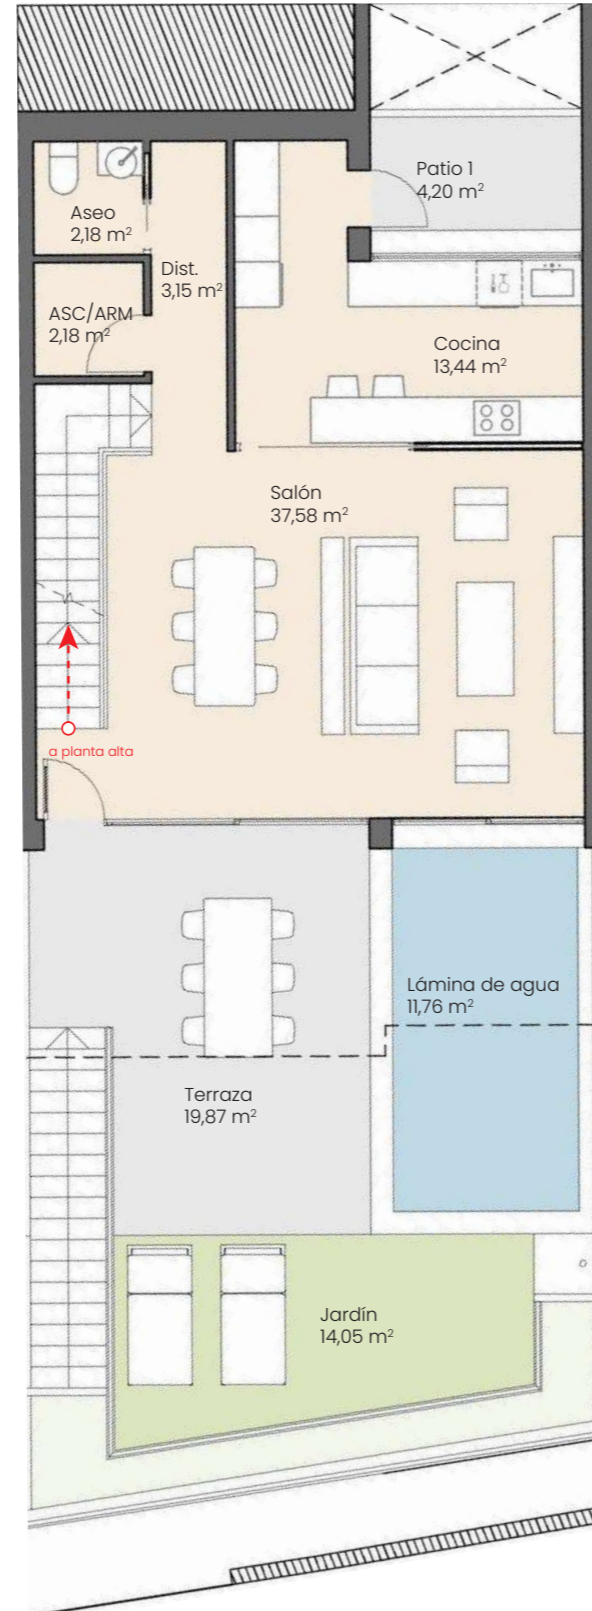 Patio 1
4,20 m²
Aseo
2,18 m²
Dist.
3,15 m²
ASC/ARM
2,18 m²
Cocina
13,44 m²
Salón
37,58 m²
a planta alta
Lámina de agua
11,76 m²
Terraza
19,87 m²
Jardín
14,05 m²